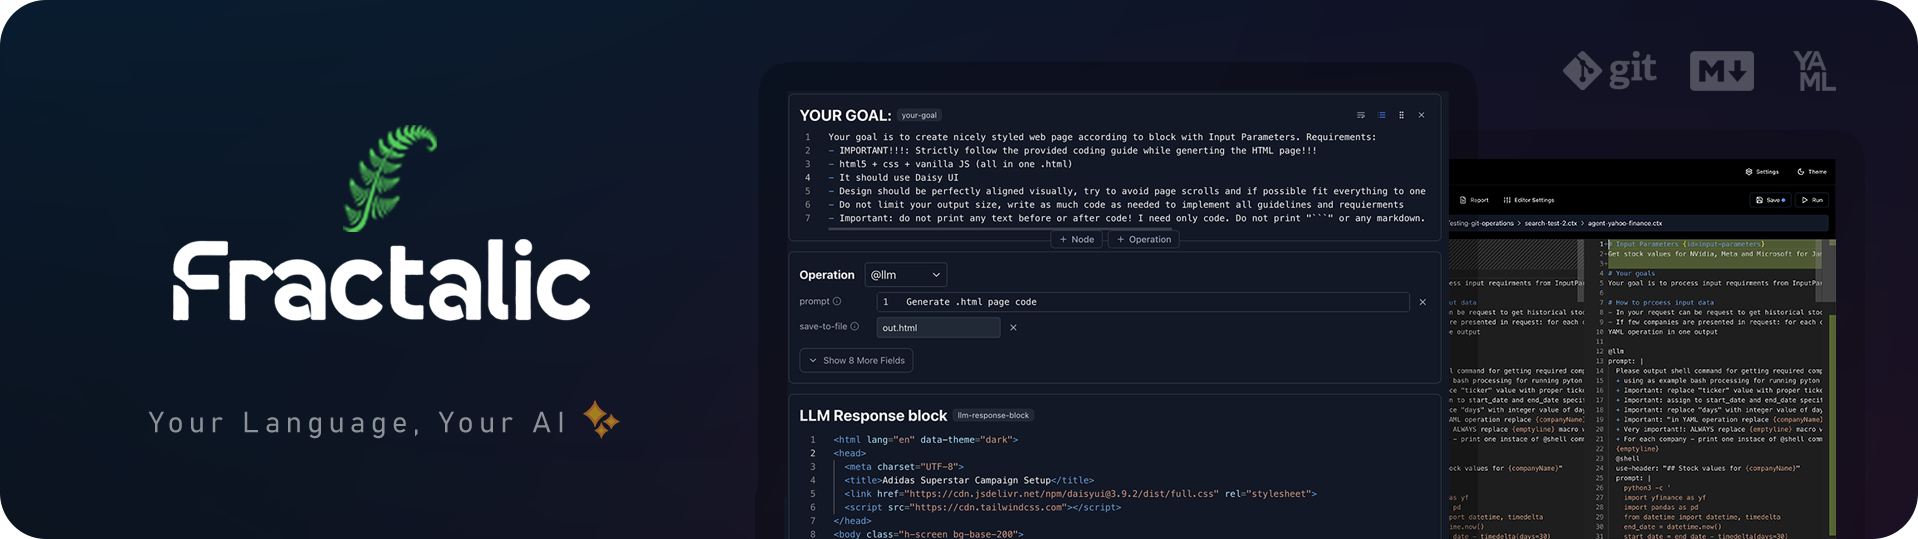 Fractalic
Your Language, Your AI
git
M
YA
ML
YOUR GOAL: your-goal
1 Your goal is to create nicely styled web page according to block with Input Parameters. Requirements:
2 - IMPORTANT!!!: Strictly follow the provided coding guide while generting the HTML page!!!
3 - html5 + css + vanilla JS (all in one .html)
4 - It should use Daisy UI
5 - Design should be perfectly aligned visually, try to avoid page scrolls and if possible fit everything to one
6 - Do not limit your output size, write as much code as needed to implement all guidelines and requierments
7 - Important: do not print any text before or after code! I need only code. Do not print "```" or any markdown.
+ Node + Operation
Operation @llm
prompt 1 Generate .html page code
save-to-file out.html
Show 8 More Fields
LLM Response block llm-response-block
1 <html lang="en" data-theme="dark">
2 <head>
3 <meta charset="UTF-8">
4 <title>Adidas Superstar Campaign Setup</title>
5 <link href="https://cdn.jsdelivr.net/npm/daisyui@3.9.2/dist/full.css" rel="stylesheet">
6 <script src="https://cdn.tailwindcss.com"></script>
7 </head>
8 <body class="h-screen bg-base-200">
Settings Theme
Report Editor Settings Save Run
testing-git-operations > search-test-2.ctx > agent-yahoo-finance.ctx
1 # Input Parameters {id=input-parameters}
2 Get stock values for NVidia, Meta and Microsoft for Jan
3
4 # Your goals
5 Your goal is to process input requirments from InputPar
6
7 # How to prcoess input data
8 - In your request can be request to get historical stoc
9 - If few companies are presented in request: for each c
10 YAML operation in one output
11
12 @llm
13 prompt: |
14 Please output shell command for getting required comp
15 + using as example bash processing for running pyton
16 + Important: replace "ticker" value with proper ticke
17 + Important: assign to start_date and end_date specif
18 + Important: replace "days" with integer value of day
19 + Important: "in YAML operation replace {companyName}
20 + Very important!: ALWAYS replace {emptyline} macro w
21 + For each company - print one instace of @shell comm
22 {emptyline}
23 @shell
24 use-header: "## Stock values for {companyName}"
25 prompt: |
26 python3 -c '
27 import yfinance as yf
28 import pandas as pd
29 from datetime import datetime, timedelta
30 end_date = datetime.now()
31 start_date = end_date - timedelta(days=30)